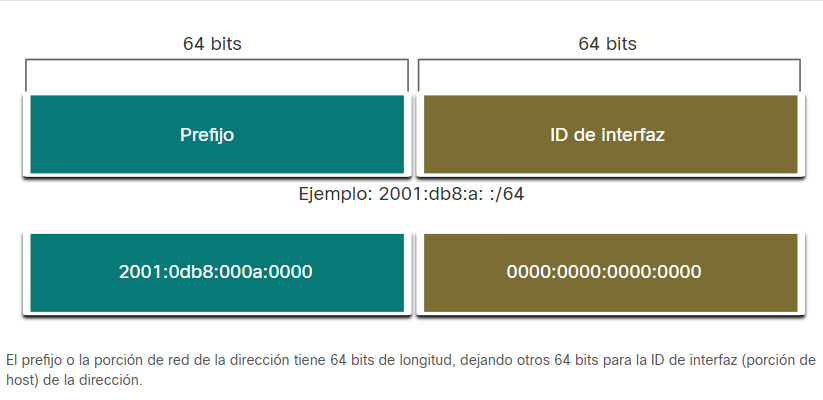 64 bits 64 bits
Prefijo ID de interfaz
Ejemplo: 2001:db8:a: :/64
2001:0db8:000a:0000 0000:0000:0000:0000
El prefijo o la porción de red de la dirección tiene 64 bits de longitud, dejando otros 64 bits para la ID de interfaz (porción de
host) de la dirección.